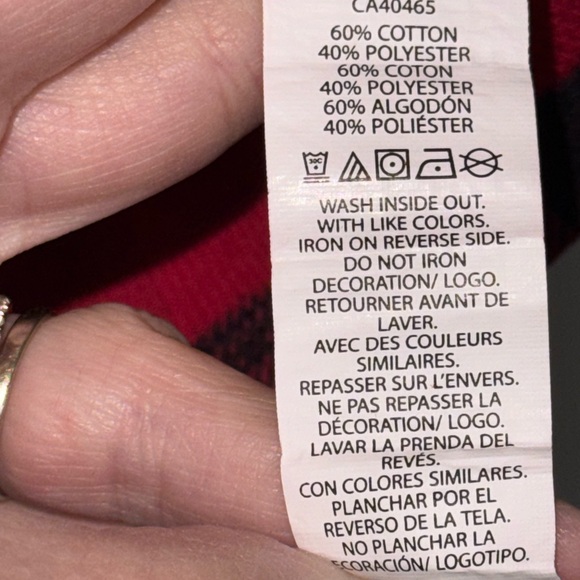 CA40465
60% COTTON
40% POLYESTER
60% COTON
40% POLYESTER
60% ALGODÓN
40% POLIÉSTER
30C
WASH INSIDE OUT.
WITH LIKE COLORS.
IRON ON REVERSE SIDE.
DO NOT IRON
DECORATION/ LOGO.
RETOURNER AVANT DE
LAVER.
AVEC DES COULEURS
SIMILAIRES.
REPASSER SUR L'ENVERS.
NE PAS REPASSER LA
DÉCORATION/ LOGO.
LAVAR LA PRENDA DEL
REVÉS.
CON COLORES SIMILARES.
PLANCHAR POR EL
REVERSO DE LA TELA.
NO PLANCHAR LA
ECORACIÓN/ LOGOTIPO.